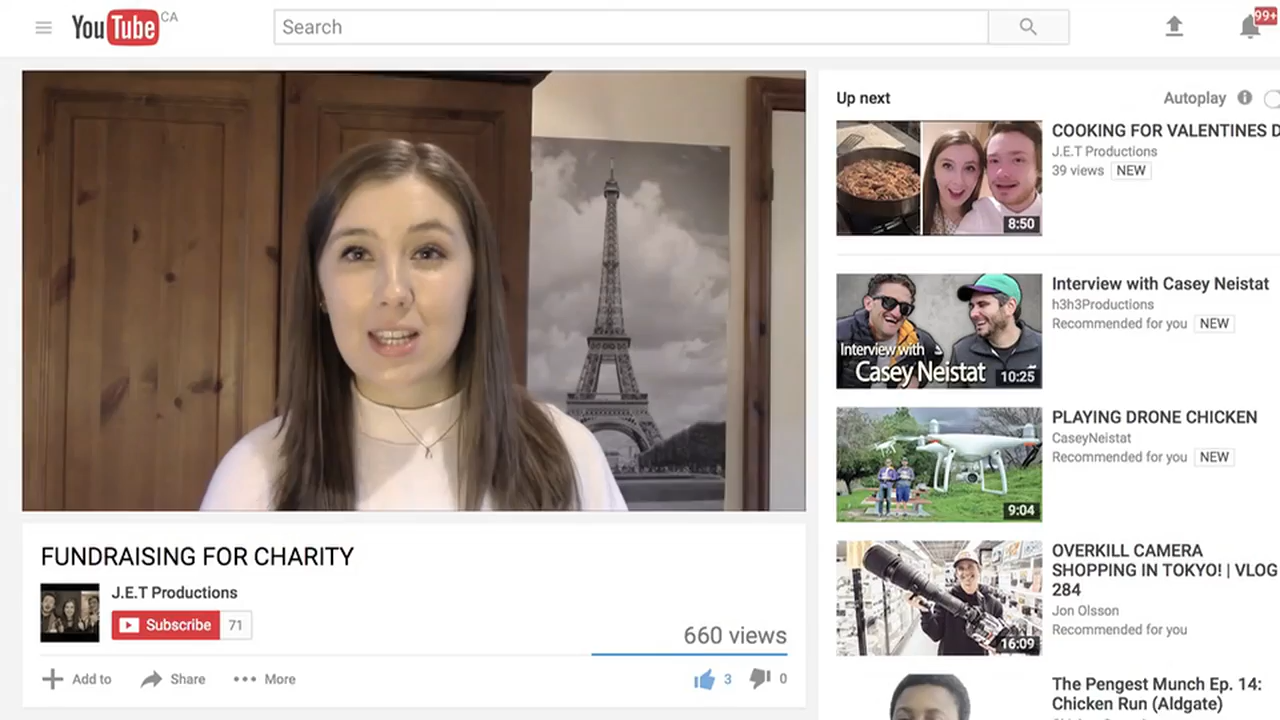 YouTube CA
Search
99+
FUNDRAISING FOR CHARITY
J.E.T Productions
Subscribe 71
660 views
Add to Share More 3 0
Up next Autoplay
COOKING FOR VALENTINES D
J.E.T Productions
39 views NEW
8:50
Interview with Casey Neistat
h3h3Productions
Recommended for you NEW
Interview with
Casey Neistat
10:25
PLAYING DRONE CHICKEN
CaseyNeistat
Recommended for you NEW
9:04
OVERKILL CAMERA
SHOPPING IN TOKYO! | VLOG
284
Jon Olsson
Recommended for you
16:09
The Pengest Munch Ep. 14:
Chicken Run (Aldgate)